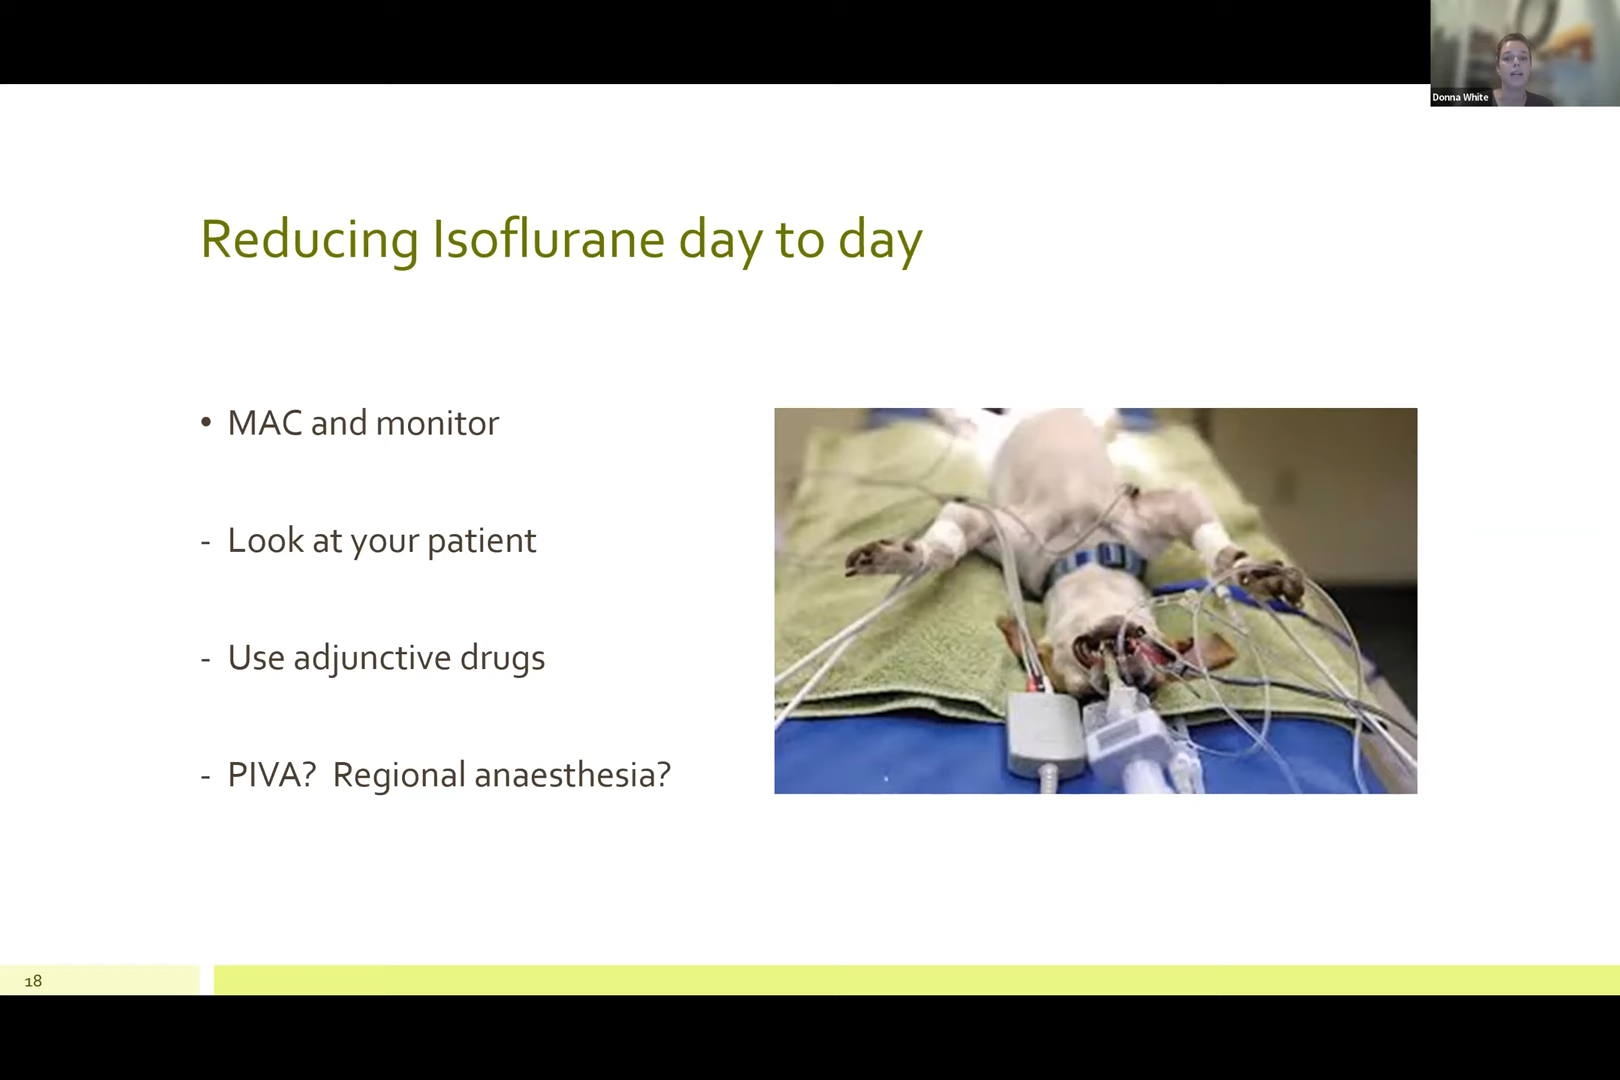 Donna White
Reducing Isoflurane day to day
• MAC and monitor
- Look at your patient
- Use adjunctive drugs
- PIVA? Regional anaesthesia?
18